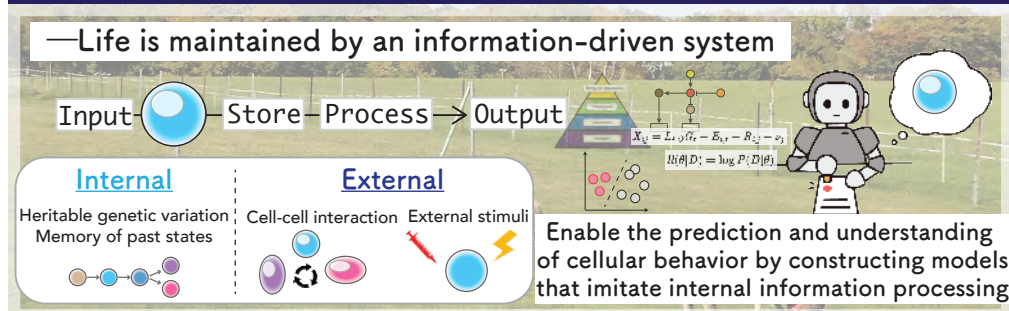 —Life is maintained by an information-driven system
Input
Store
Process
Output
Internal
Heritable genetic variation
Memory of past states
External
Cell-cell interaction
External stimuli
Enable the prediction and understanding
of cellular behavior by constructing models
that imitate internal information processing